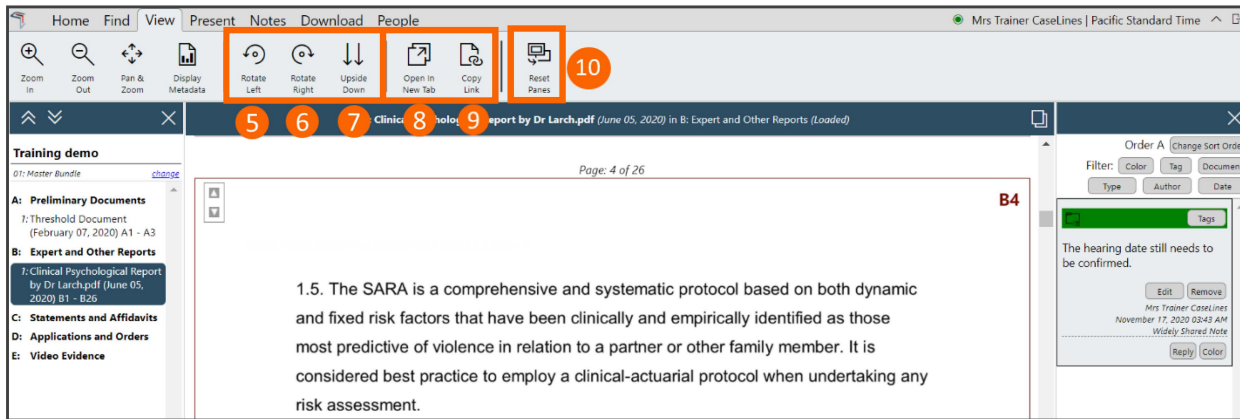 Home Find View Present Notes Download People
Mrs Trainer CaseLines | Pacific Standard Time
Zoom In
Zoom Out
Pan & Zoom
Display Metadata
Rotate Left
Rotate Right
Upside Down
Open In New Tab
Copy Link
Reset Panes
10
5 6 7 8 9
Clinic hologi Report by Dr Larch.pdf (June 05, 2020) in B: Expert and Other Reports (Loaded)
Training demo
01: Master Bundle change
A: Preliminary Documents
1: Threshold Document
(February 07, 2020) A1 - A3
B: Expert and Other Reports
1: Clinical Psychological Report
by Dr Larch.pdf (June 05,
2020) B1 - B26
C: Statements and Affidavits
D: Applications and Orders
E: Video Evidence
Page: 4 of 26
B4
1.5. The SARA is a comprehensive and systematic protocol based on both dynamic
and fixed risk factors that have been clinically and empirically identified as those
most predictive of violence in relation to a partner or other family member. It is
considered best practice to employ a clinical-actuarial protocol when undertaking any
risk assessment.
Order A Change Sort Orde
Filter: Color Tag Documen
Type Author Date
Tags
The hearing date still needs to
be confirmed.
Edit Remove
Mrs Trainer CaseLines
November 17, 2020 03:43 AM
Widely Shared Note
Reply Color